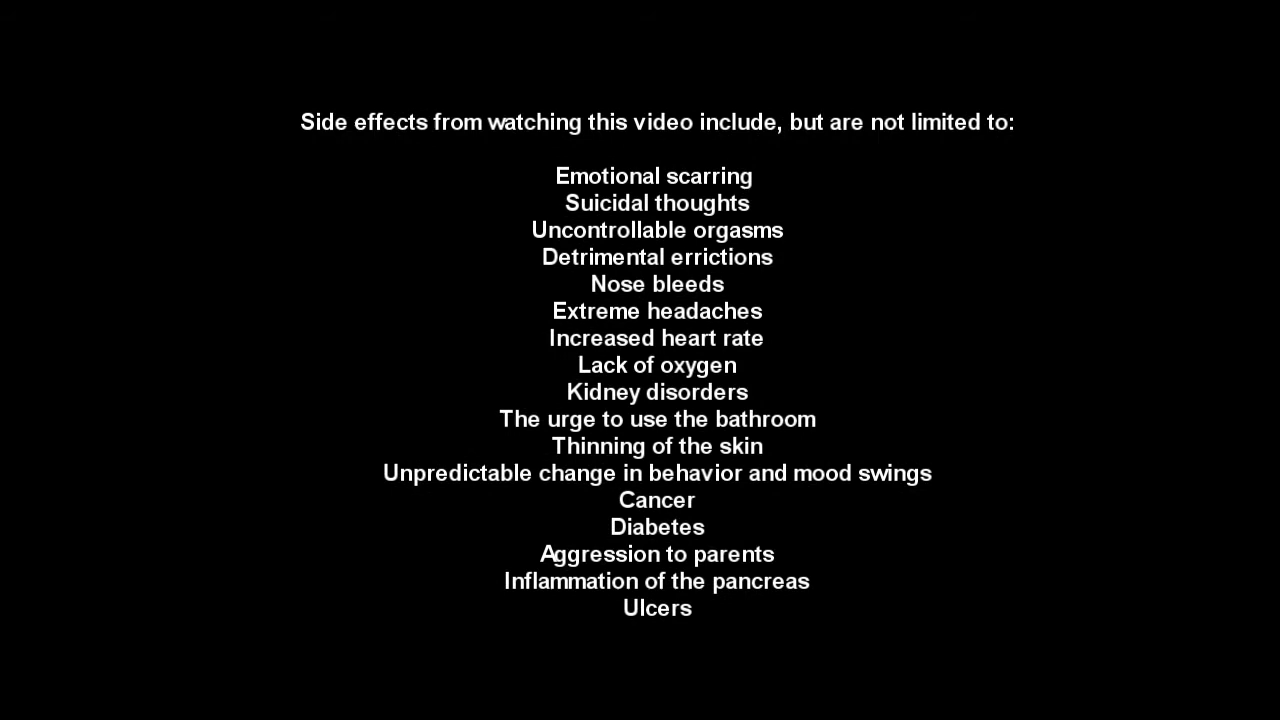 Side effects from watching this video include, but are not limited to:
Emotional scarring
Suicidal thoughts
Uncontrollable orgasms
Detrimental errictions
Nose bleeds
Extreme headaches
Increased heart rate
Lack of oxygen
Kidney disorders
The urge to use the bathroom
Thinning of the skin
Unpredictable change in behavior and mood swings
Cancer
Diabetes
Aggression to parents
Inflammation of the pancreas
Ulcers